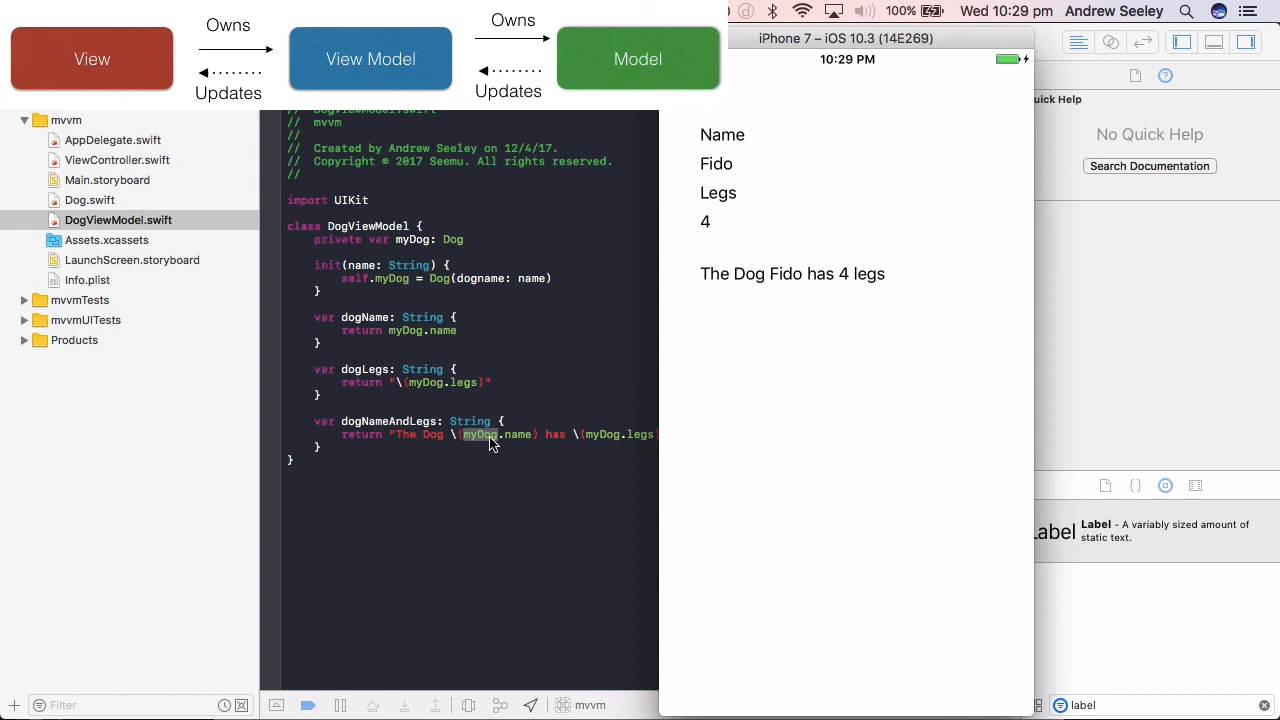 View
Owns
Updates
View Model
Owns
Updates
Model
100%
Wed 10:29 pm
Andrew Seeley
iPhone 7 – iOS 10.3 (14E269)
10:29 PM
mvvm
AppDelegate.swift
ViewController.swift
Main.storyboard
Dog.swift
DogViewModel.swift
Assets.xcassets
LaunchScreen.storyboard
Info.plist
mvvmTests
mvvmUITests
Products
// DogViewModel.swift
// mvvm
//
// Created by Andrew Seeley on 12/4/17.
// Copyright © 2017 Seemu. All rights reserved.
//
import UIKit
class DogViewModel {
private var myDog: Dog
init(name: String) {
self.myDog = Dog(dogname: name)
}
var dogName: String {
return myDog.name
}
var dogLegs: String {
return "\(myDog.legs)"
}
var dogNameAndLegs: String {
return "The Dog \(myDog.name) has \(myDog.legs)
}
}
Name
Fido
Legs
4
The Dog Fido has 4 legs
uick Help
No Quick Help
Search Documentation
Label
Label - A variably sized amount of
static text.
Filter
mvvm
label